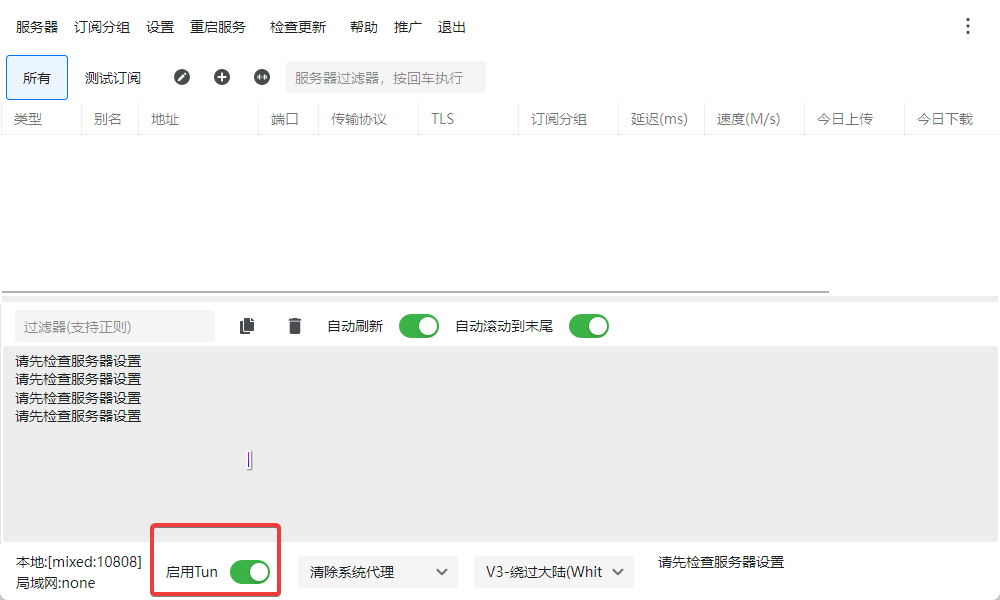 服务器 订阅分组 设置 重启服务 检查更新 帮助 推广 退出
所有 测试订阅 服务器过滤器，按回车执行
类型 别名 地址 端口 传输协议 TLS 订阅分组 延迟(ms) 速度(M/s) 今日上传 今日下载
过滤器(支持正则) 自动刷新 自动滚动到末尾
请先检查服务器设置
请先检查服务器设置
请先检查服务器设置
请先检查服务器设置
本地:[mixed:10808]
局域网:none
启用Tun 清除系统代理 V3-绕过大陆(Whit 请先检查服务器设置